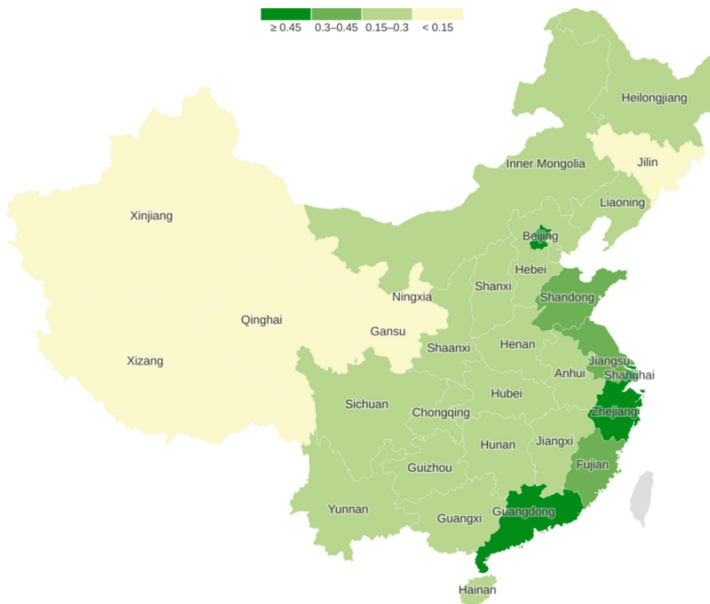 ≥ 0.45 0.3–0.45 0.15–0.3 < 0.15
Heilongjiang
Jilin
Inner Mongolia
Liaoning
Xinjiang
Beijing
Hebei
Shanxi
Ningxia
Shandong
Qinghai
Gansu
Henan
Shaanxi
Xizang
Jiangsu
Anhui
Shanghai
Hubei
Sichuan
Chongqing
Zhejiang
Hunan
Jiangxi
Guizhou
Fujian
Yunnan
Guangxi
Guangdong
Hainan